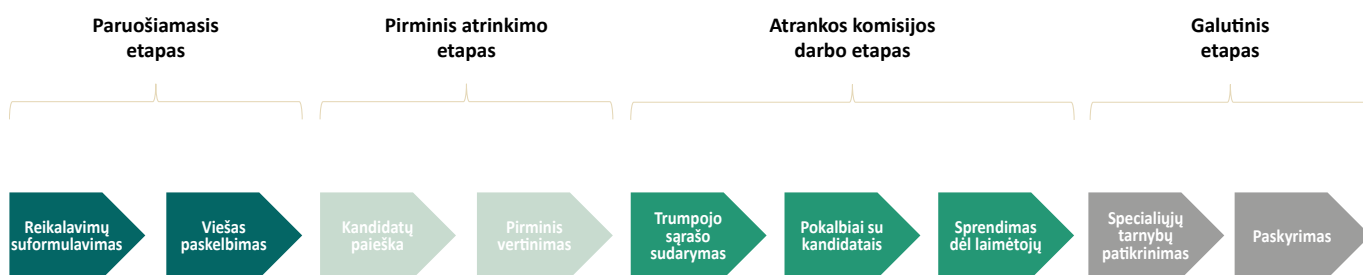 Paruošiamasis
etapas
Pirminis atrinkimo
etapas
Atrankos komisijos
darbo etapas
Galutinis
etapas
Reikalavimų
suformulavimas
Viešas
paskelbimas
Kandidatų
paieška
Pirminis
vertinimas
Trumpojo
sąrašo
sudarymas
Pokalbiai su
kandidatais
Sprendimas
dėl laimėtojų
Specialiųjų
tarnybų
patikrinimas
Paskyrimas